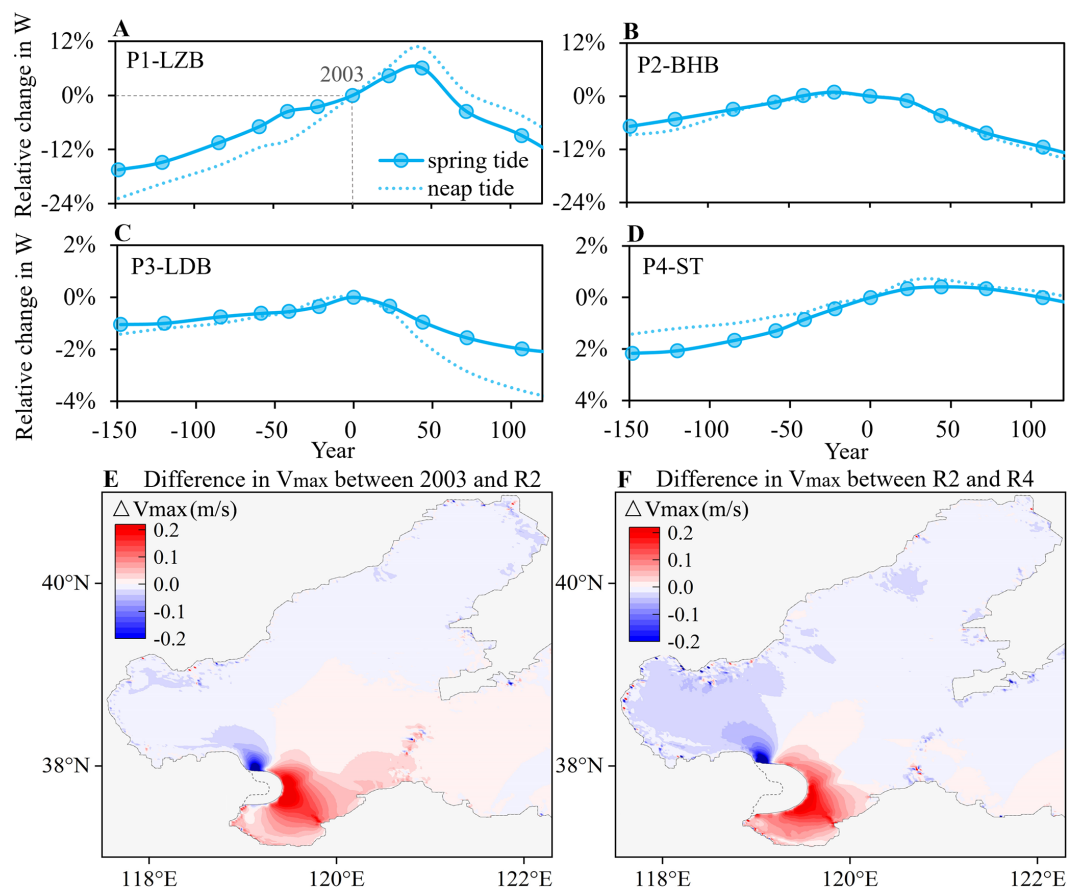 A
B
Relative change in W
12%
0%
-12%
-24%
P1-LZB
2003
spring tide
neap tide
12%
0%
-12%
-24%
P2-BHB
C
D
Relative change in W
2%
0%
-2%
-4%
P3-LDB
2%
0%
2%
4%
P4-ST
-150 -100 -50 0 50 100
Year
-150 -100 -50 0 50 100
Year
E Difference in Vmax between 2003 and R2
F Difference in Vmax between R2 and R4
△ Vmax (m/s)
0.2
0.1
0.0
-0.1
-0.2
△ Vmax (m/s)
0.2
0.1
0.0
-0.1
-0.2
40°N
38°N
40°N
38°N
118°E 120°E 122°E
118°E 120°E 122°E